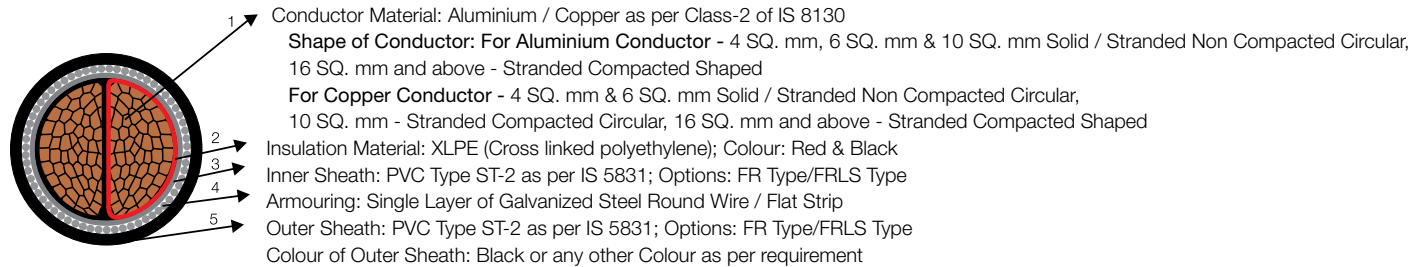 1 Conductor Material: Aluminium / Copper as per Class-2 of IS 8130
Shape of Conductor: For Aluminium Conductor - 4 SQ. mm, 6 SQ. mm & 10 SQ. mm Solid / Stranded Non Compacted Circular,
16 SQ. mm and above - Stranded Compacted Shaped
For Copper Conductor - 4 SQ. mm & 6 SQ. mm Solid / Stranded Non Compacted Circular,
10 SQ. mm - Stranded Compacted Circular, 16 SQ. mm and above - Stranded Compacted Shaped
2 Insulation Material: XLPE (Cross linked polyethylene); Colour: Red & Black
3 Inner Sheath: PVC Type ST-2 as per IS 5831; Options: FR Type/FRLS Type
4 Armouring: Single Layer of Galvanized Steel Round Wire / Flat Strip
5 Outer Sheath: PVC Type ST-2 as per IS 5831; Options: FR Type/FRLS Type
Colour of Outer Sheath: Black or any other Colour as per requirement